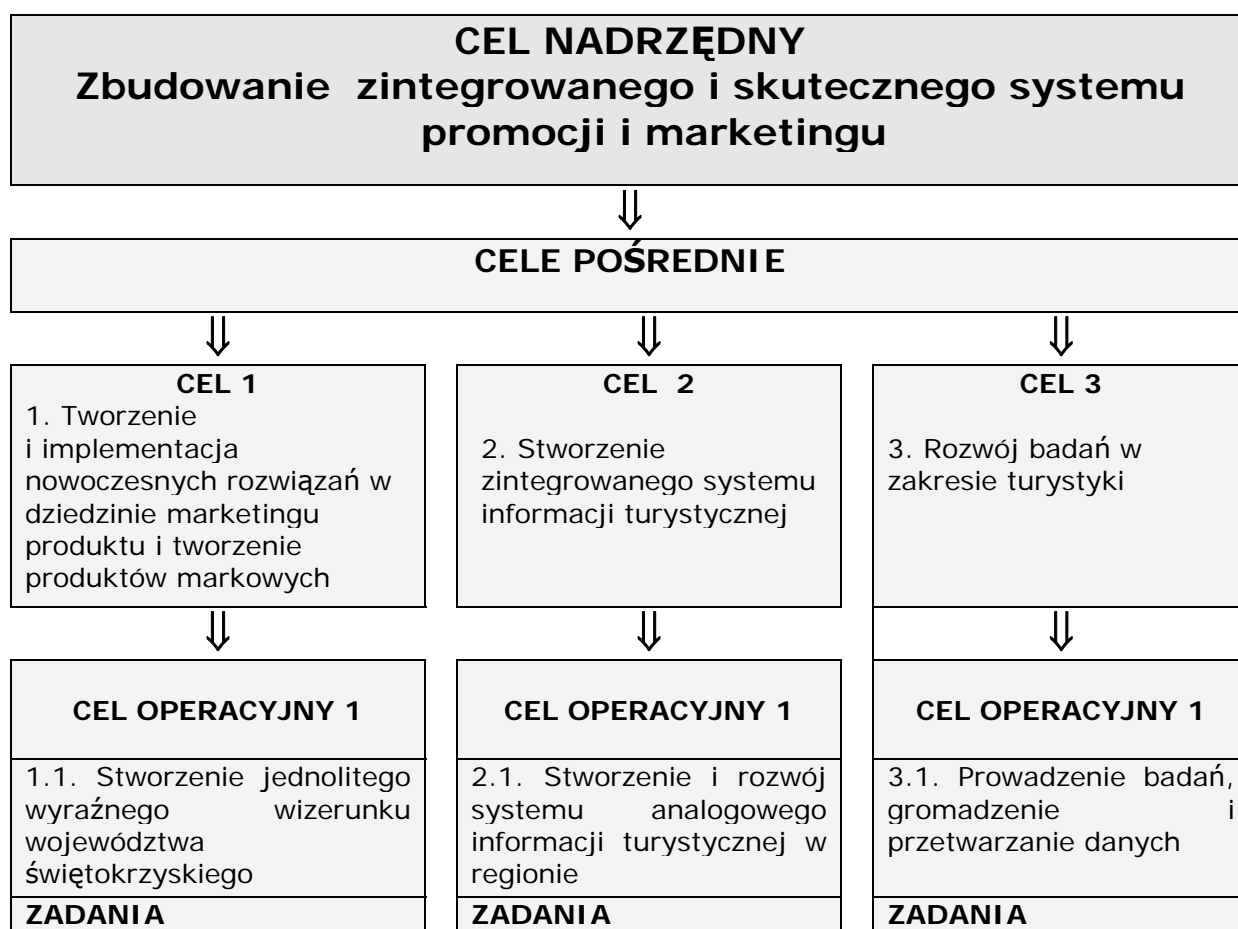 CEL NADRZĘDNY
Zbudowanie zintegrowanego i skutecznego systemu
promocji i marketingu
⇓
CELE POŚREDNIE
⇓ ⇓ ⇓
CEL 1
1. Tworzenie
i implementacja
nowoczesnych rozwiązań w
dziedzinie marketingu
produktu i tworzenie
produktów markowych
CEL 2
2. Stworzenie
zintegrowanego systemu
informacji turystycznej
CEL 3
3. Rozwój badań w
zakresie turystyki
⇓ ⇓ ⇓
CEL OPERACYJNY 1
1.1. Stworzenie jednolitego
wyraźnego wizerunku
województwa
świętokrzyskiego
ZADANIA
CEL OPERACYJNY 1
2.1. Stworzenie i rozwój
systemu analogowego
informacji turystycznej w
regionie
ZADANIA
CEL OPERACYJNY 1
3.1. Prowadzenie badań,
gromadzenie i
przetwarzanie danych
ZADANIA